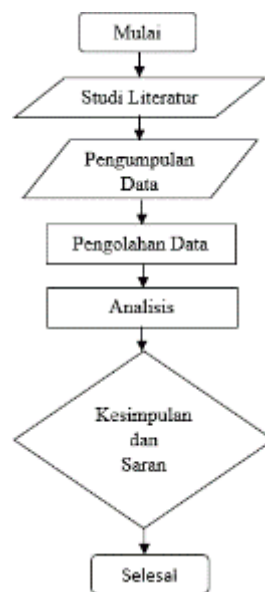 Mulai
Studi Literatur
Pengumpulan
Data
Pengolahan Data
Analisis
Kesimpulan
dan
Saran
Selesai